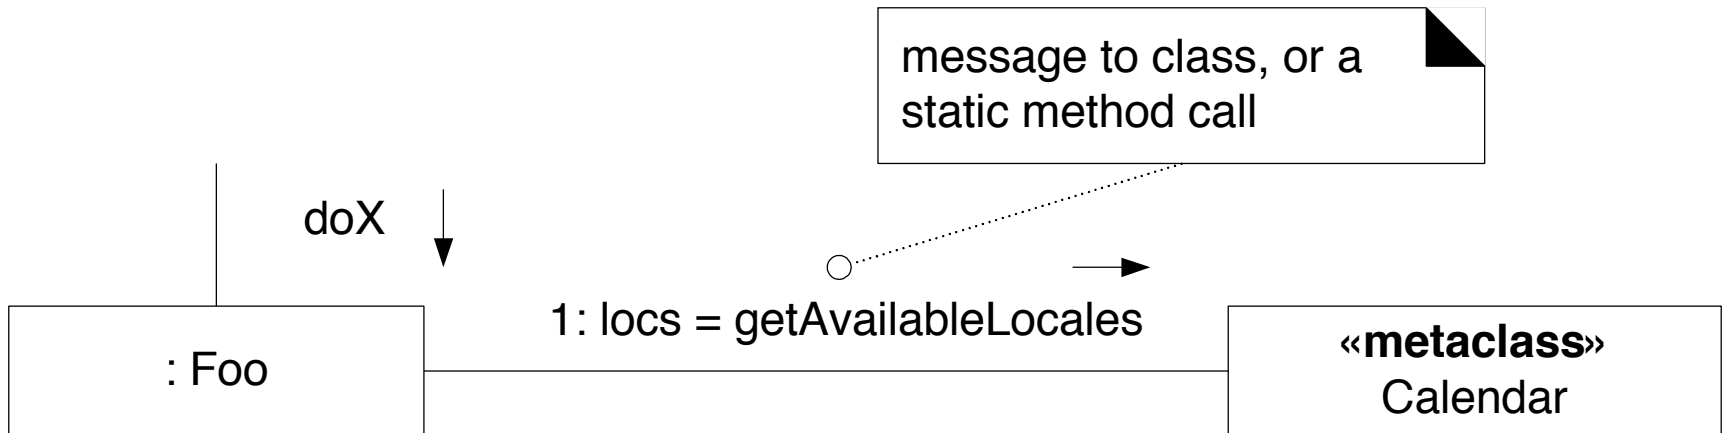 message to class, or a
static method call
doX
1: locs = getAvailableLocales
: Foo
«metaclass»
Calendar